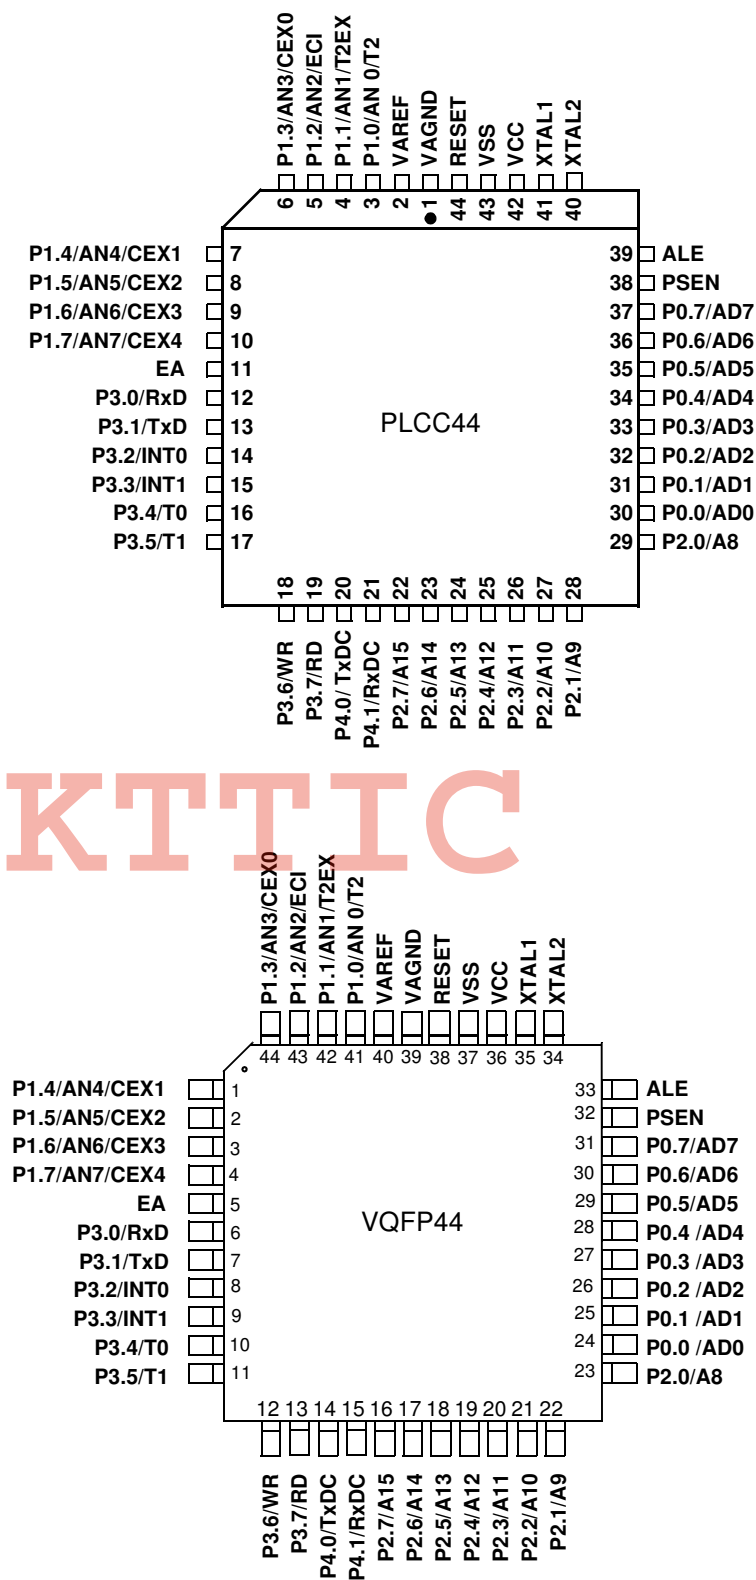 P1.3/AN3/CEX0
P1.2/AN2/ECI
P1.1/AN1/T2EX
P1.0/AN 0/T2
VAREF
VAGND
RESET
VSS
VCC
XTAL1
XTAL2
6 5 4 3 2 1 44 43 42 41 40
P1.4/AN4/CEX1 7 39 ALE
P1.5/AN5/CEX2 8 38 PSEN
P1.6/AN6/CEX3 9 37 P0.7/AD7
P1.7/AN7/CEX4 10 36 P0.6/AD6
EA 11 35 P0.5/AD5
P3.0/RxD 12 34 P0.4/AD4
P3.1/TxD 13 PLCC44 33 P0.3/AD3
P3.2/INT0 14 32 P0.2/AD2
P3.3/INT1 15 31 P0.1/AD1
P3.4/T0 16 30 P0.0/AD0
P3.5/T1 17 29 P2.0/A8
18 19 20 21 22 23 24 25 26 27 28
P3.6/WR
P3.7/RD
P4.0/ TxDC
P4.1/RxDC
P2.7/A15
P2.6/A14
P2.5/A13
P2.4/A12
P2.3/A11
P2.2/A10
P2.1/A9
KTTIC
P1.3/AN3/CEX0
P1.2/AN2/ECI
P1.1/AN1/T2EX
P1.0/AN 0/T2
VAREF
VAGND
RESET
VSS
VCC
XTAL1
XTAL2
44 43 42 41 40 39 38 37 36 35 34
P1.4/AN4/CEX1 1 33 ALE
P1.5/AN5/CEX2 2 32 PSEN
P1.6/AN6/CEX3 3 31 P0.7/AD7
P1.7/AN7/CEX4 4 30 P0.6/AD6
EA 5 29 P0.5/AD5
P3.0/RxD 6 VQFP44 28 P0.4 /AD4
P3.1/TxD 7 27 P0.3 /AD3
P3.2/INT0 8 26 P0.2 /AD2
P3.3/INT1 9 25 P0.1 /AD1
P3.4/T0 10 24 P0.0 /AD0
P3.5/T1 11 23 P2.0/A8
12 13 14 15 16 17 18 19 20 21 22
P3.6/WR
P3.7/RD
P4.0/TxDC
P4.1/RxDC
P2.7/A15
P2.6/A14
P2.5/A13
P2.4/A12
P2.3/A11
P2.2/A10
P2.1/A9